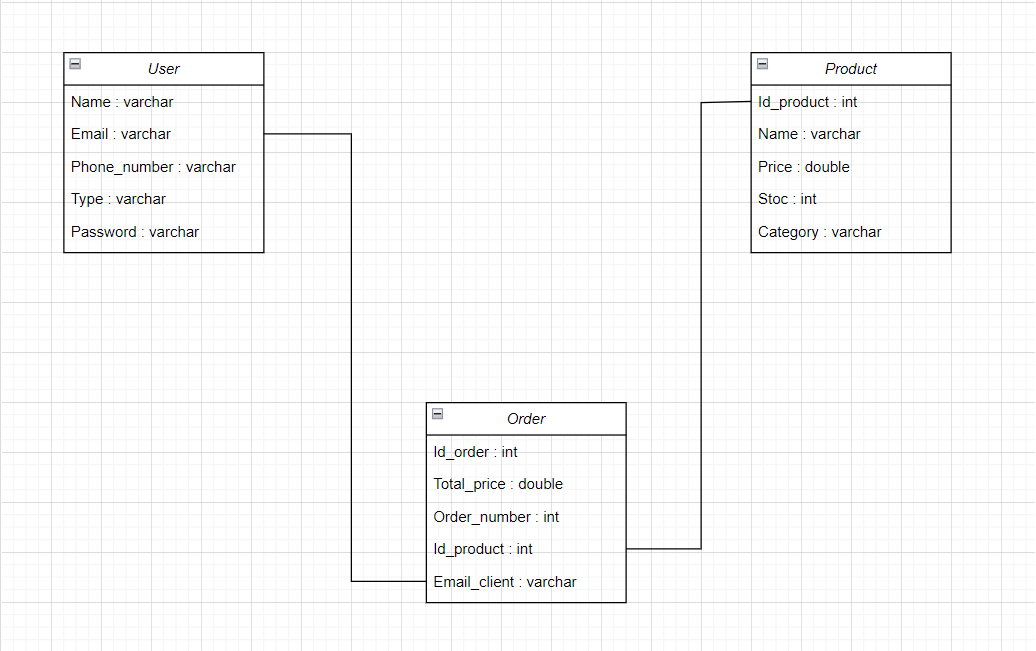 User
Name : varchar
Email : varchar
Phone_number : varchar
Type : varchar
Password : varchar
Product
Id_product : int
Name : varchar
Price : double
Stoc : int
Category : varchar
Order
Id_order : int
Total_price : double
Order_number : int
Id_product : int
Email_client : varchar